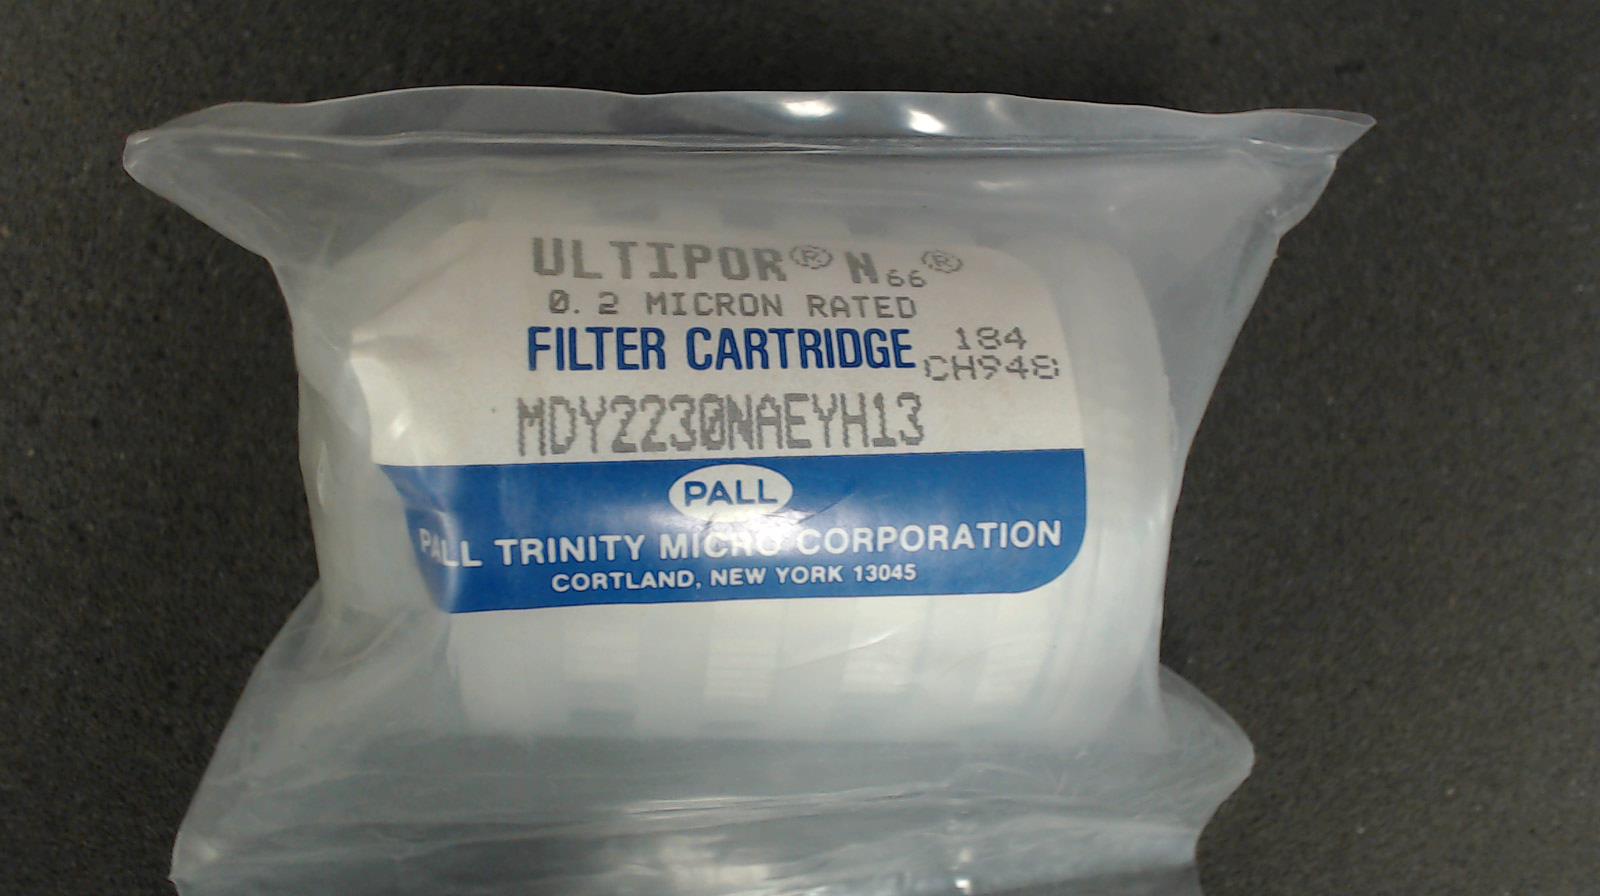 ULTIPOR® N66®
0.2 MICRON RATED
FILTER CARTRIDGE
184
CH948
MDY2230NAEYH13
PALL
PALL TRINITY MICRO CORPORATION
CORTLAND, NEW YORK 13045